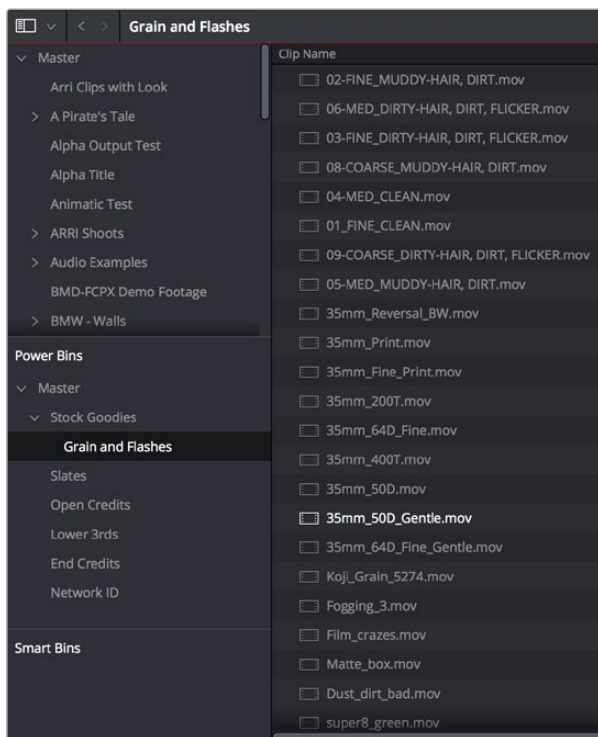 Grain and Flashes
Master
Arri Clips with Look
A Pirate's Tale
Alpha Output Test
Alpha Title
Animatic Test
ARRI Shoots
Audio Examples
BMD-FCPX Demo Footage
BMW - Walls
Power Bins
Master
Stock Goodies
Grain and Flashes
Slates
Open Credits
Lower 3rds
End Credits
Network ID
Smart Bins
Clip Name
02-FINE_MUDDY-HAIR, DIRT.mov
06-MED_DIRTY-HAIR, DIRT, FLICKER.mov
03-FINE_DIRTY-HAIR, DIRT, FLICKER.mov
08-COARSE_MUDDY-HAIR, DIRT.mov
04-MED_CLEAN.mov
01_FINE_CLEAN.mov
09-COARSE_DIRTY-HAIR, DIRT, FLICKER.mov
05-MED_MUDDY-HAIR, DIRT.mov
35mm_Reversal_BW.mov
35mm_Print.mov
35mm_Fine_Print.mov
35mm_200T.mov
35mm_64D_Fine.mov
35mm_400T.mov
35mm_50D.mov
35mm_50D_Gentle.mov
35mm_64D_Fine_Gentle.mov
Koji_Grain_5274.mov
Fogging_3.mov
Film_crazes.mov
Matte_box.mov
Dust_dirt_bad.mov
super8_green.mov